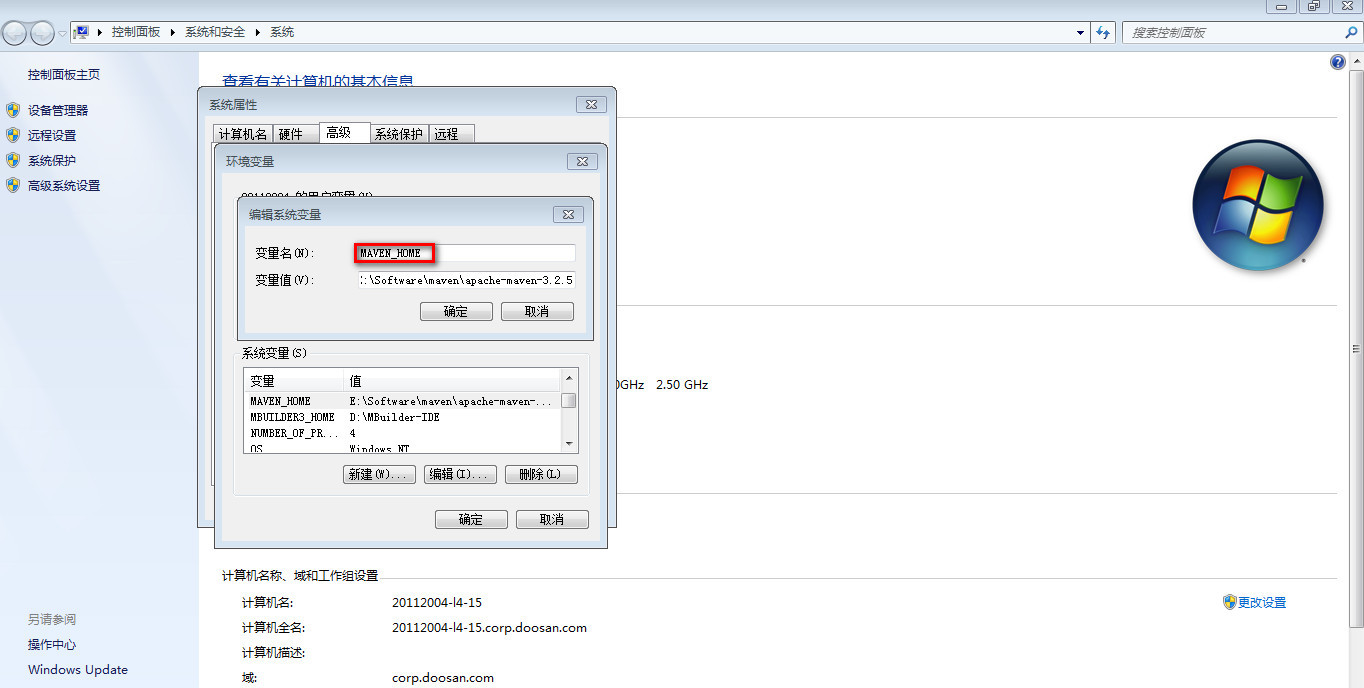 控制面板 系统和安全 系统
搜索控制面板
控制面板主页
设备管理器
远程设置
系统保护
高级系统设置
查看有关计算机的基本信息
系统属性
计算机名 硬件 高级 系统保护 远程
环境变量
20112004 的用户变量(U)
编辑系统变量
变量名(N): MAVEN_HOME
变量值(V): :\Software\maven\apache-maven-3.2.5
确定 取消
系统变量(S)
变量 值
MAVEN_HOME E:\Software\maven\apache-maven-...
MBUILDER3_HOME D:\MBuilder-IDE
NUMBER_OF_PR... 4
OS Windows_NT
新建(W)... 编辑(I)... 删除(L)
确定 取消
0GHz 2.50 GHz
计算机名称、域和工作组设置
计算机名: 20112004-l4-15
更改设置
计算机全名: 20112004-l4-15.corp.doosan.com
计算机描述:
域: corp.doosan.com
另请参阅
操作中心
Windows Update